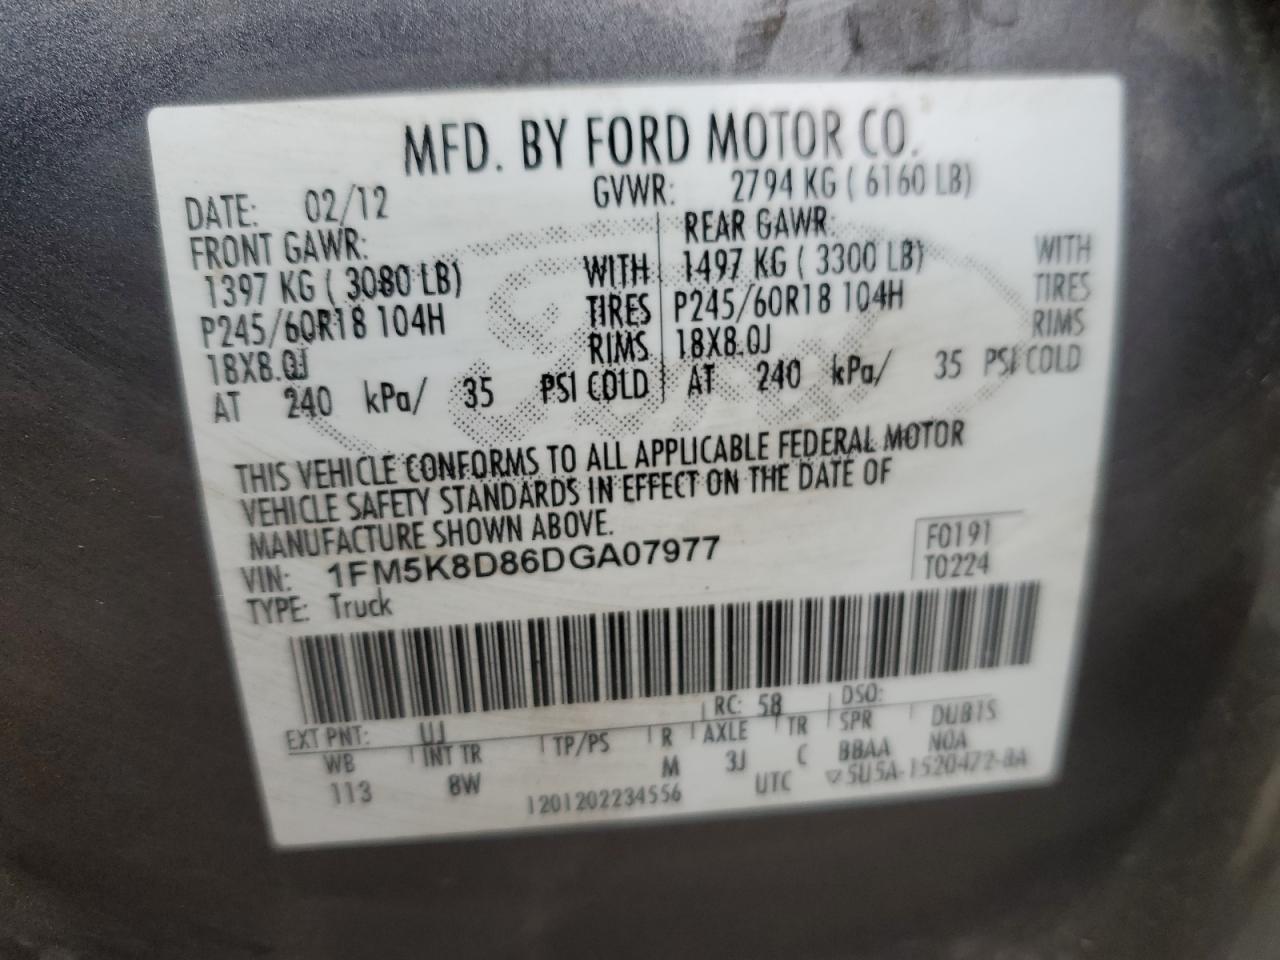 MFD. BY FORD MOTOR CO.
DATE: 02/12 GVWR: 2794 KG ( 6160 LB)
FRONT GAWR: REAR GAWR:
1397 KG ( 3080 LB) WITH 1497 KG ( 3300 LB) WITH
P245/60R18 104H TIRES P245/60R18 104H TIRES
18X8.0J RIMS 18X8.0J RIMS
AT 240 kPa/ 35 PSI COLD AT 240 kPa/ 35 PSI COLD
THIS VEHICLE CONFORMS TO ALL APPLICABLE FEDERAL MOTOR
VEHICLE SAFETY STANDARDS IN EFFECT ON THE DATE OF
MANUFACTURE SHOWN ABOVE.
VIN: 1FM5K8D86DGA07977 F0191
TYPE: Truck T0224
EXT PNT: UJ RC: 58 DSO:
WB INT TR TP/PS R AXLE TR SPR DUBIS
113 8W M 3J C BBAA NOA
1201202234556 UTC ▽5U5A-1520472-BA